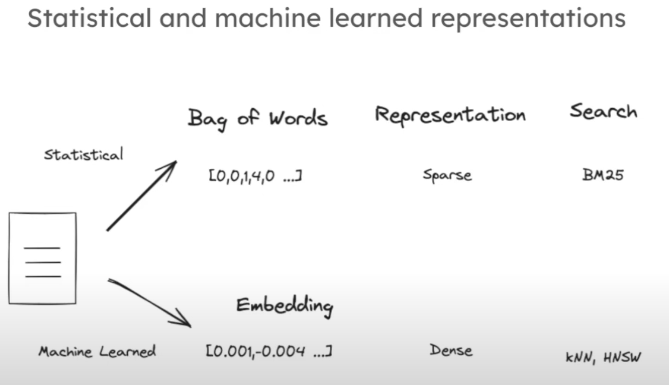 Statistical and machine learned representations
Bag of Words Representation Search
Statistical
[0,0,1,4,0 ...] Sparse BM25
Embedding
Machine Learned [0.001,-0.004 ...] Dense kNN, HNSW